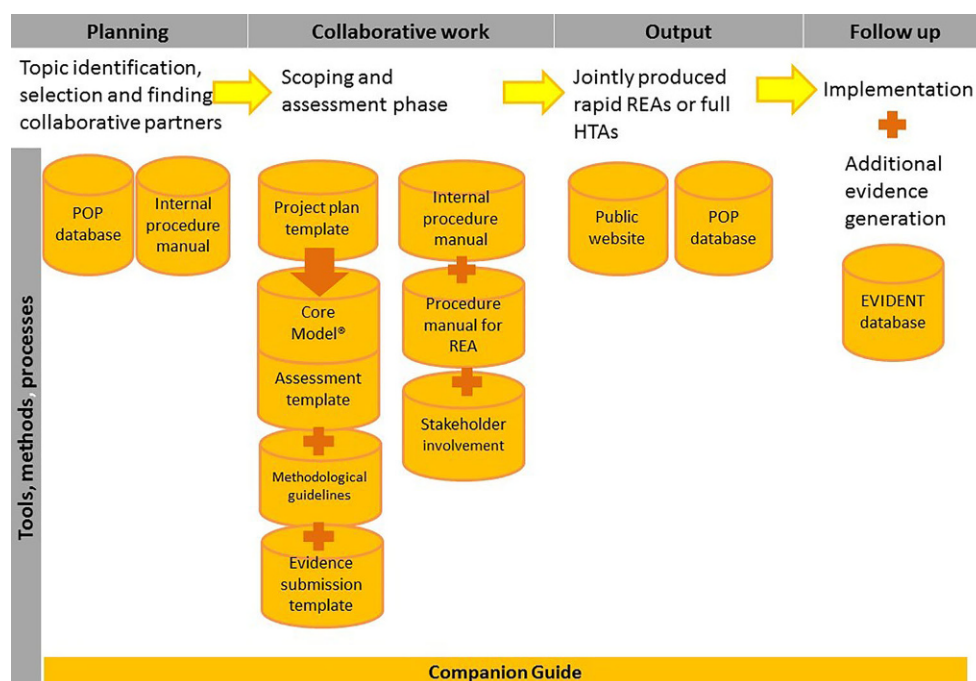 Planning
Collaborative work
Output
Follow up
Topic identification,
selection and finding
collaborative partners
Scoping and
assessment phase
Jointly produced
rapid REAs or full
HTAs
Implementation
Additional
evidence
generation
Tools, methods, processes
POP
database
Internal
procedure
manual
Project plan
template
Core
Model®
Assessment
template
Methodological
guidelines
Evidence
submission
template
Internal
procedure
manual
Procedure
manual for
REA
Stakeholder
involvement
Public
website
POP
database
EVIDENT
database
Companion Guide